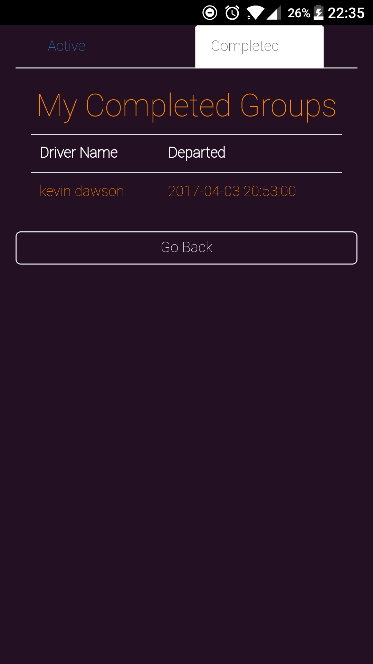 26% 22:35
Active Completed
My Completed Groups
Driver Name Departed
kevin dawson 2017-04-03 20:53:00
Go Back